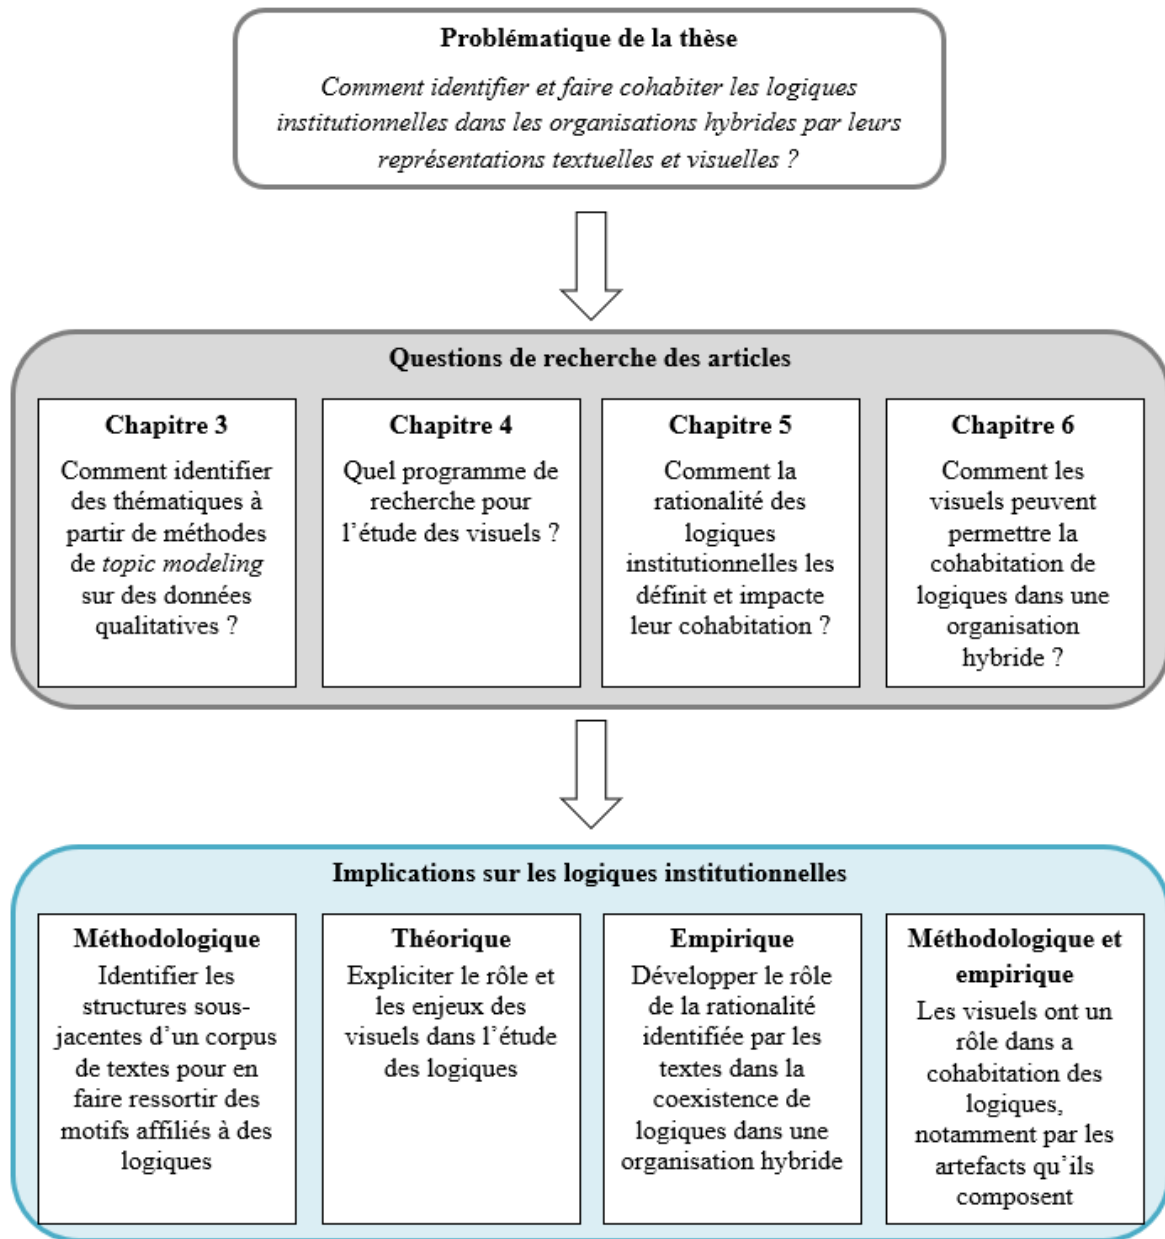 Problématique de la thèse
Comment identifier et faire cohabiter les logiques
institutionnelles dans les organisations hybrides par leurs
représentations textuelles et visuelles ?
Questions de recherche des articles
Chapitre 3
Comment identifier
des thématiques à
partir de méthodes
de topic modeling
sur des données
qualitatives ?
Chapitre 4
Quel programme de
recherche pour
l’étude des visuels ?
Chapitre 5
Comment la
rationalité des
logiques
institutionnelles les
définit et impacte
leur cohabitation ?
Chapitre 6
Comment les
visuels peuvent
permettre la
cohabitation de
logiques dans une
organisation
hybride ?
Implications sur les logiques institutionnelles
Méthodologique
Identifier les
structures sous-
jacentes d’un corpus
de textes pour en
faire ressortir des
motifs affiliés à des
logiques
Théorique
Expliciter le rôle et
les enjeux des
visuels dans l’étude
des logiques
Empirique
Développer le rôle
de la rationalité
identifiée par les
textes dans la
coexistence de
logiques dans une
organisation hybride
Méthodologique et
empirique
Les visuels ont un
rôle dans a
cohabitation des
logiques,
notamment par les
artefacts qu’ils
composent